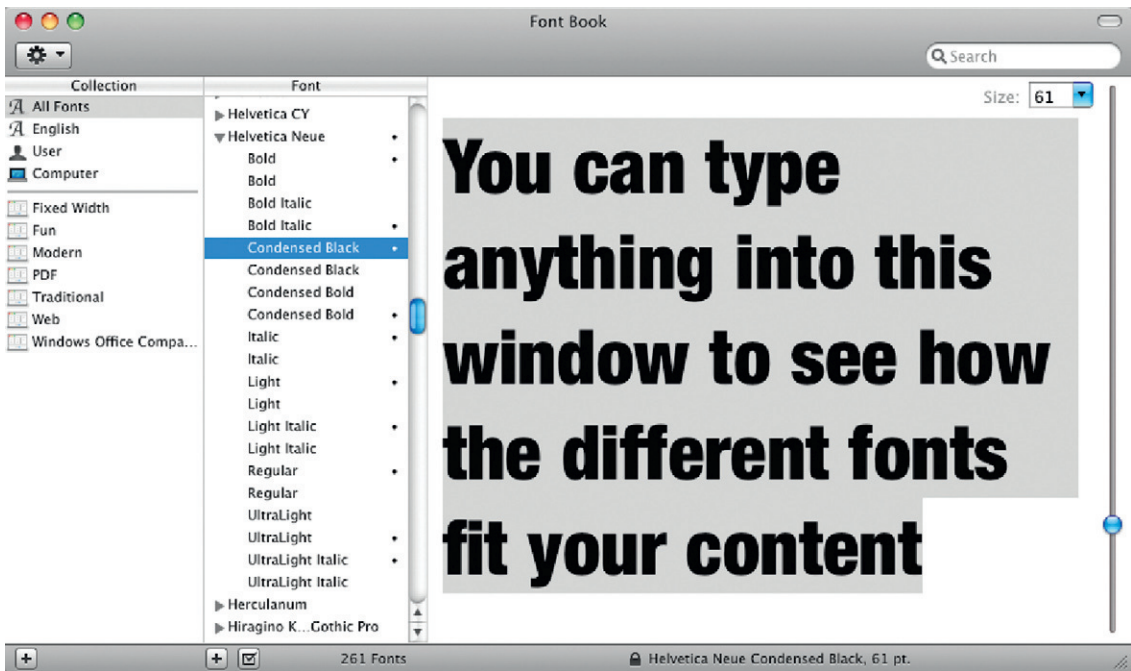 Font Book
Search
Collection
All Fonts
English
User
Computer
Fixed Width
Fun
Modern
PDF
Traditional
Web
Windows Office Compa...
Font
Helvetica CY
Helvetica Neue
Bold
Bold
Bold Italic
Bold Italic
Condensed Black
Condensed Black
Condensed Bold
Condensed Bold
Italic
Italic
Light
Light
Light Italic
Light Italic
Regular
Regular
UltraLight
UltraLight
UltraLight Italic
UltraLight Italic
Herculanum
Hiragino K...Gothic Pro
Size: 61
You can type
anything into this
window to see how
the different fonts
fit your content
261 Fonts
Helvetica Neue Condensed Black, 61 pt.